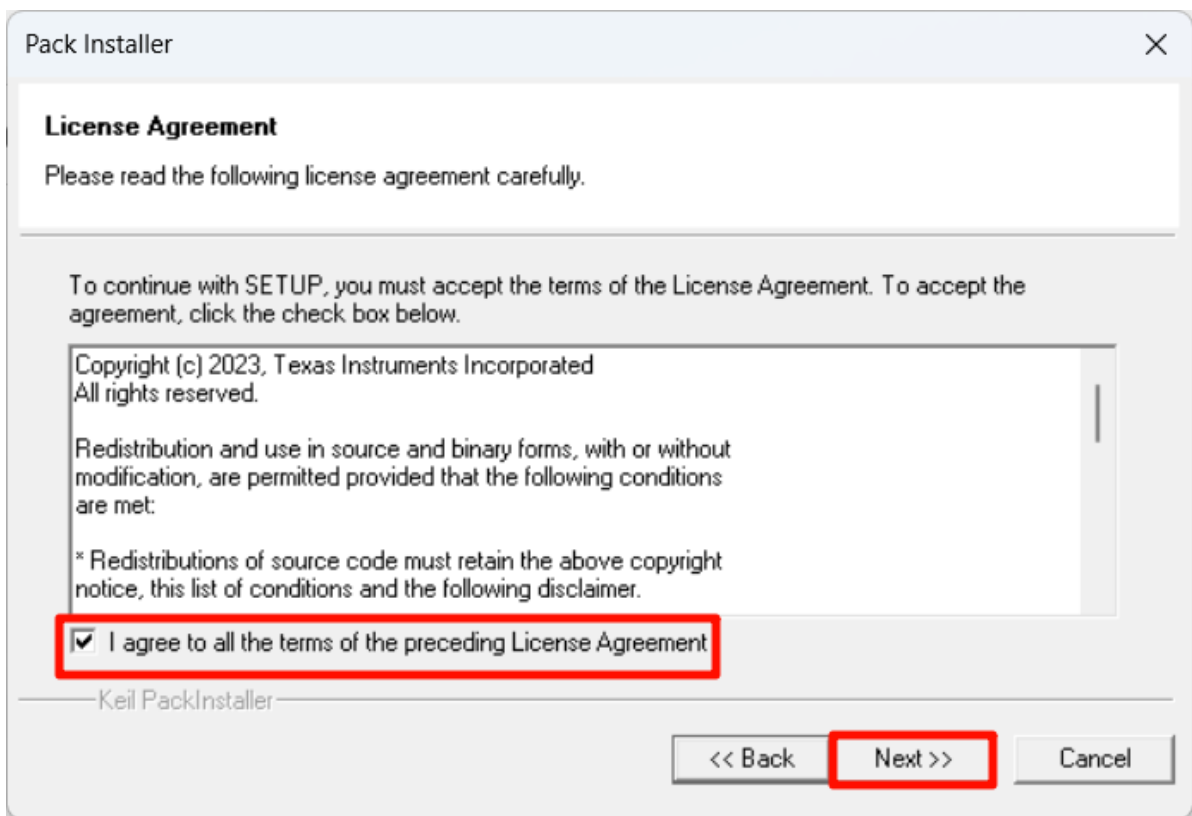 Pack Installer
License Agreement
Please read the following license agreement carefully.
To continue with SETUP, you must accept the terms of the License Agreement. To accept the
agreement, click the check box below.
Copyright (c) 2023, Texas Instruments Incorporated
All rights reserved.
Redistribution and use in source and binary forms, with or without
modification, are permitted provided that the following conditions
are met:
* Redistributions of source code must retain the above copyright
notice, this list of conditions and the following disclaimer.
I agree to all the terms of the preceding License Agreement
Keil PackInstaller
<< Back Next >> Cancel